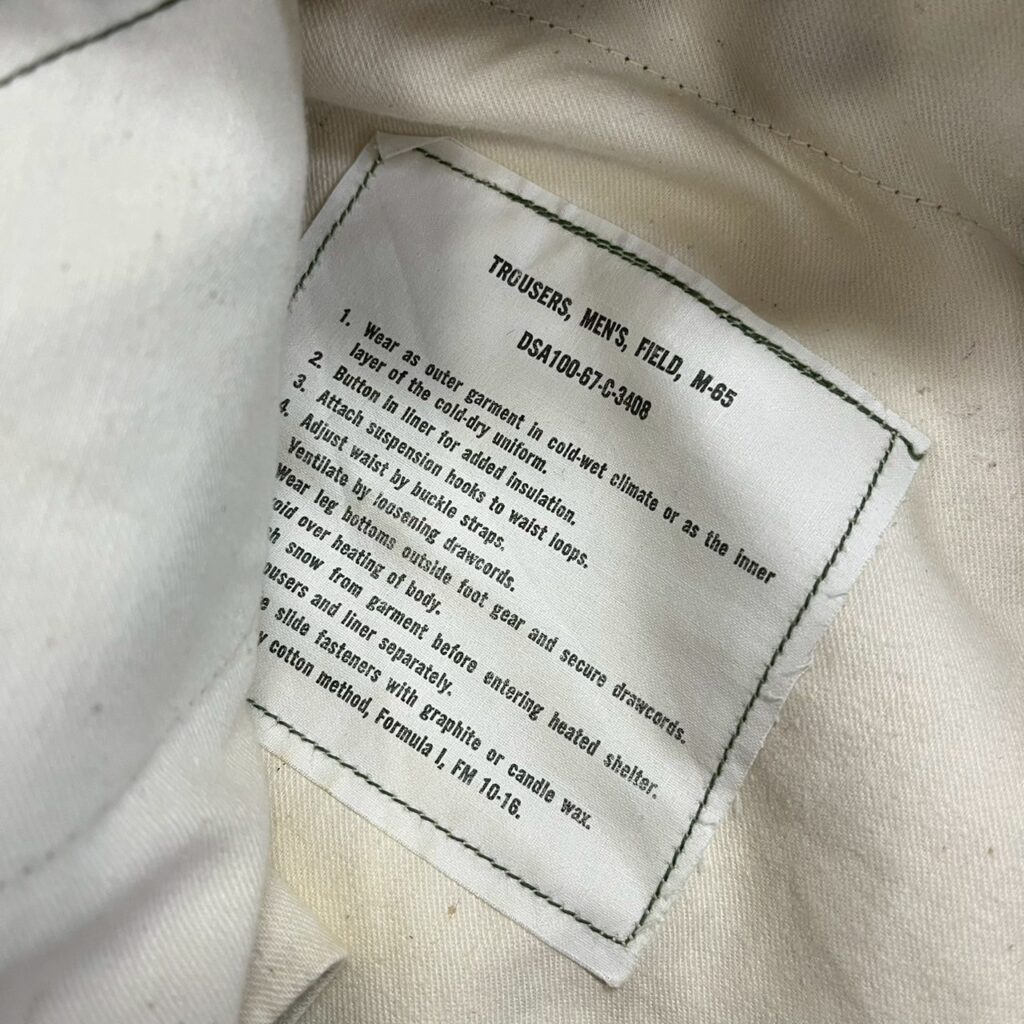 TROUSERS, MEN'S, FIELD, M-65
DSA100-67-C-3408
1. Wear as outer garment in cold-wet climate or as the inner
layer of the cold-dry uniform.
2. Button in liner for added insulation.
3. Attach suspension hooks to waist loops.
4. Adjust waist by buckle straps.
Ventilate by loosening drawcords.
Wear leg bottoms outside foot gear and secure drawcords.
over heating of body.
snow from garment before entering heated shelter.
and liner separately.
slide fasteners with graphite or candle wax.
cotton method, Formula I, FM 10-16.